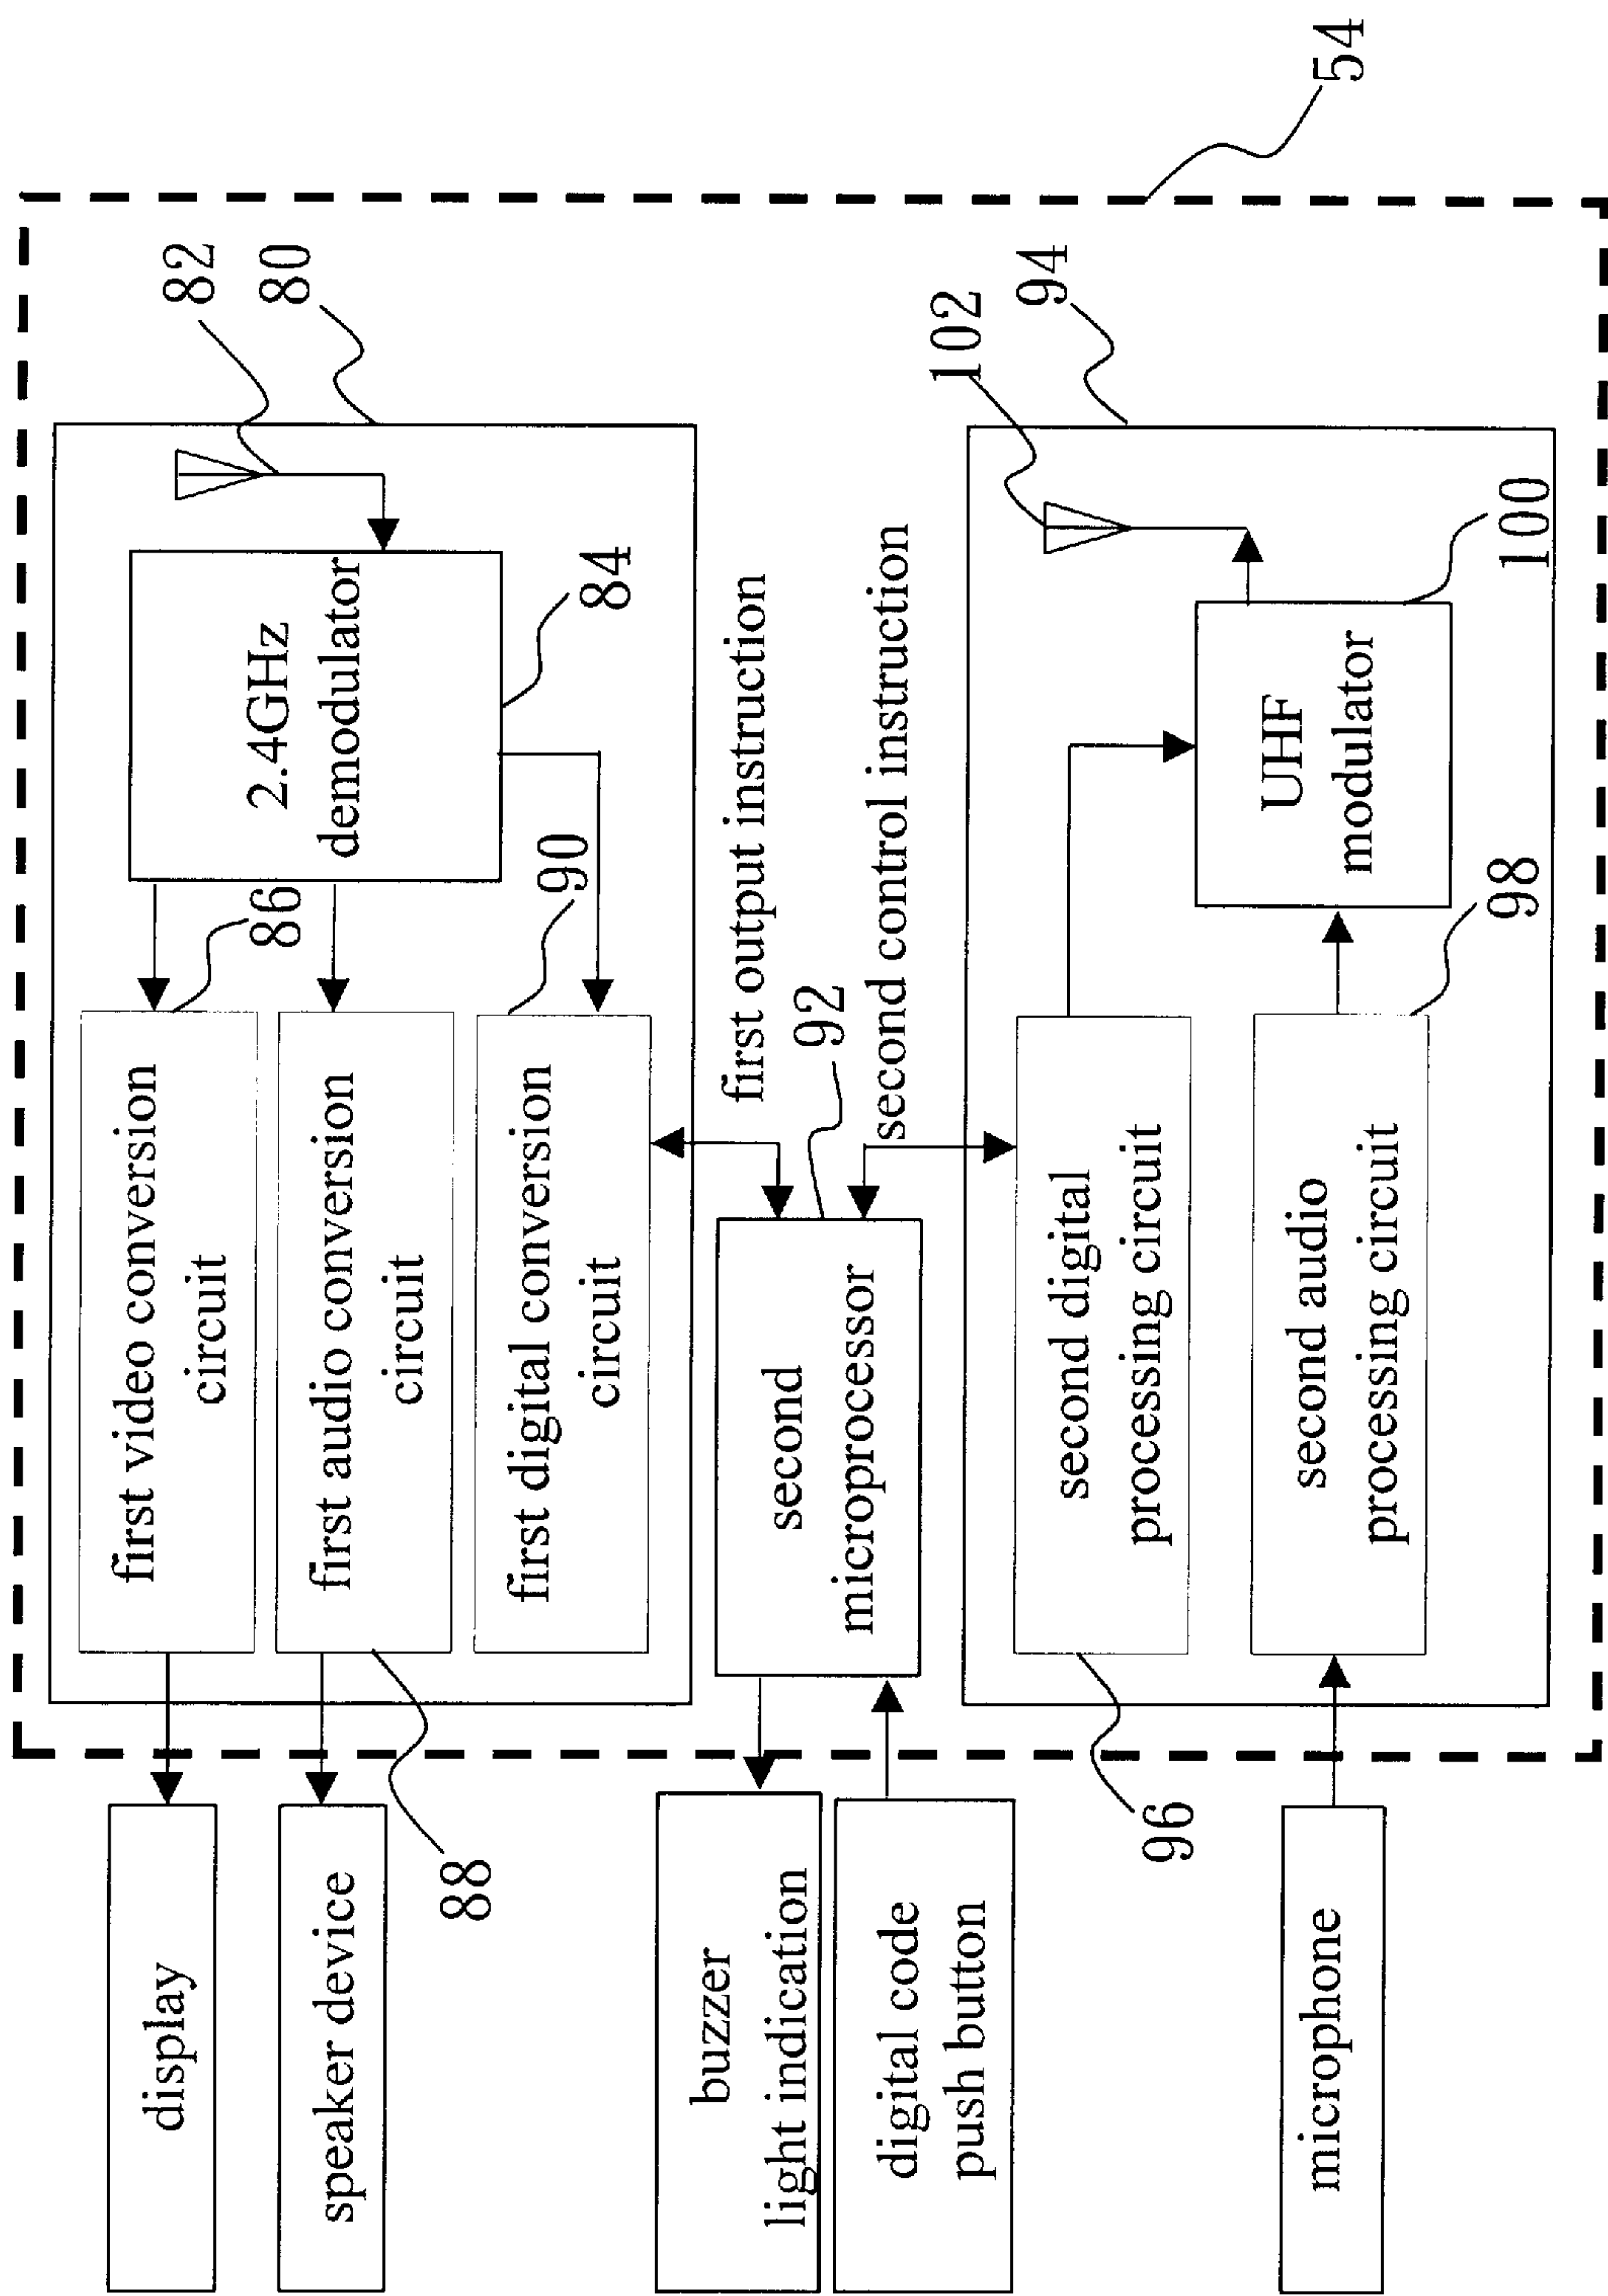 display
speaker device
88
buzzer
light indication
digital code
push button
96
microphone
first video conversion
circuit
86
first audio conversion
circuit
first digital conversion
circuit
90
2.4GHz
demodulator
84
82
80
first output instruction
second
microprocessor
92
second control instruction
second digital
processing circuit
second audio
processing circuit
98
UHF
modulator
100
102
94
54